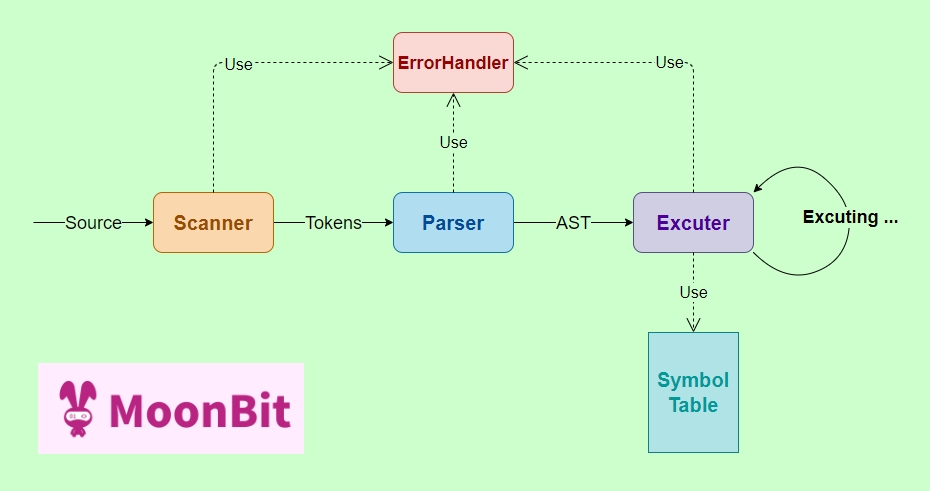 ErrorHandler
Use
Use
Use
Source
Scanner
Tokens
Parser
AST
Excuter
Excuting ...
Use
Symbol
Table
MoonBit